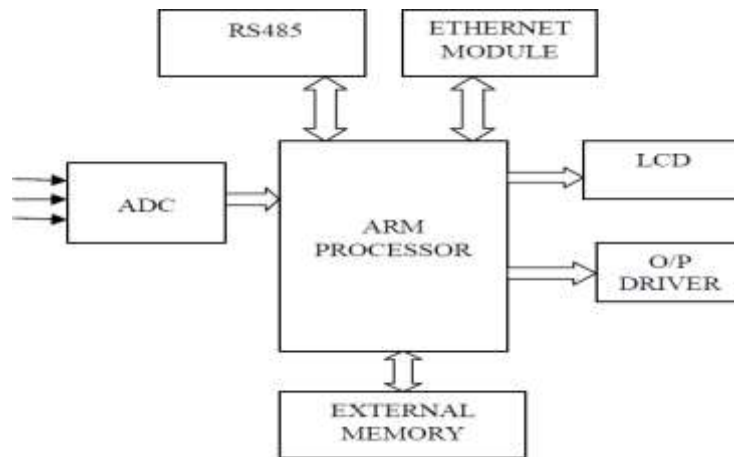 RS485
ETHERNET
MODULE
LCD
ADC
ARM
PROCESSOR
O/P
DRIVER
EXTERNAL
MEMORY